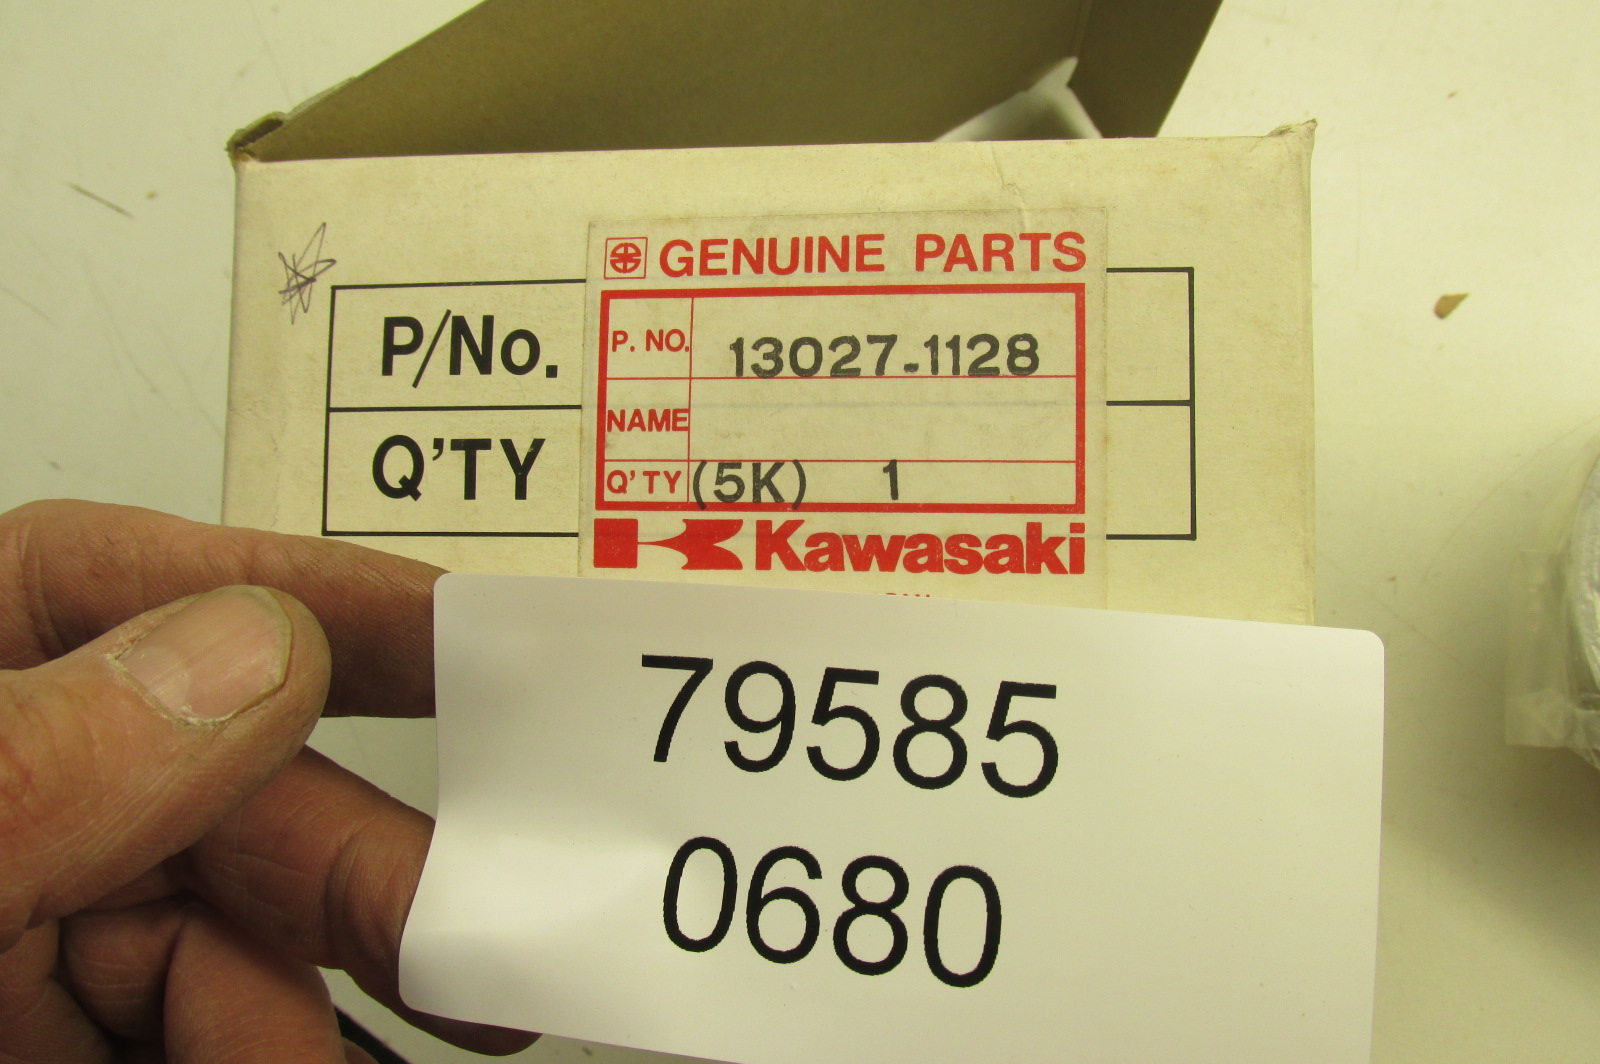 GENUINE PARTS
P/No.
P. NO. 13027-1128
NAME
Q'TY
Q'TY (5K) 1
Kawasaki
79585
0680